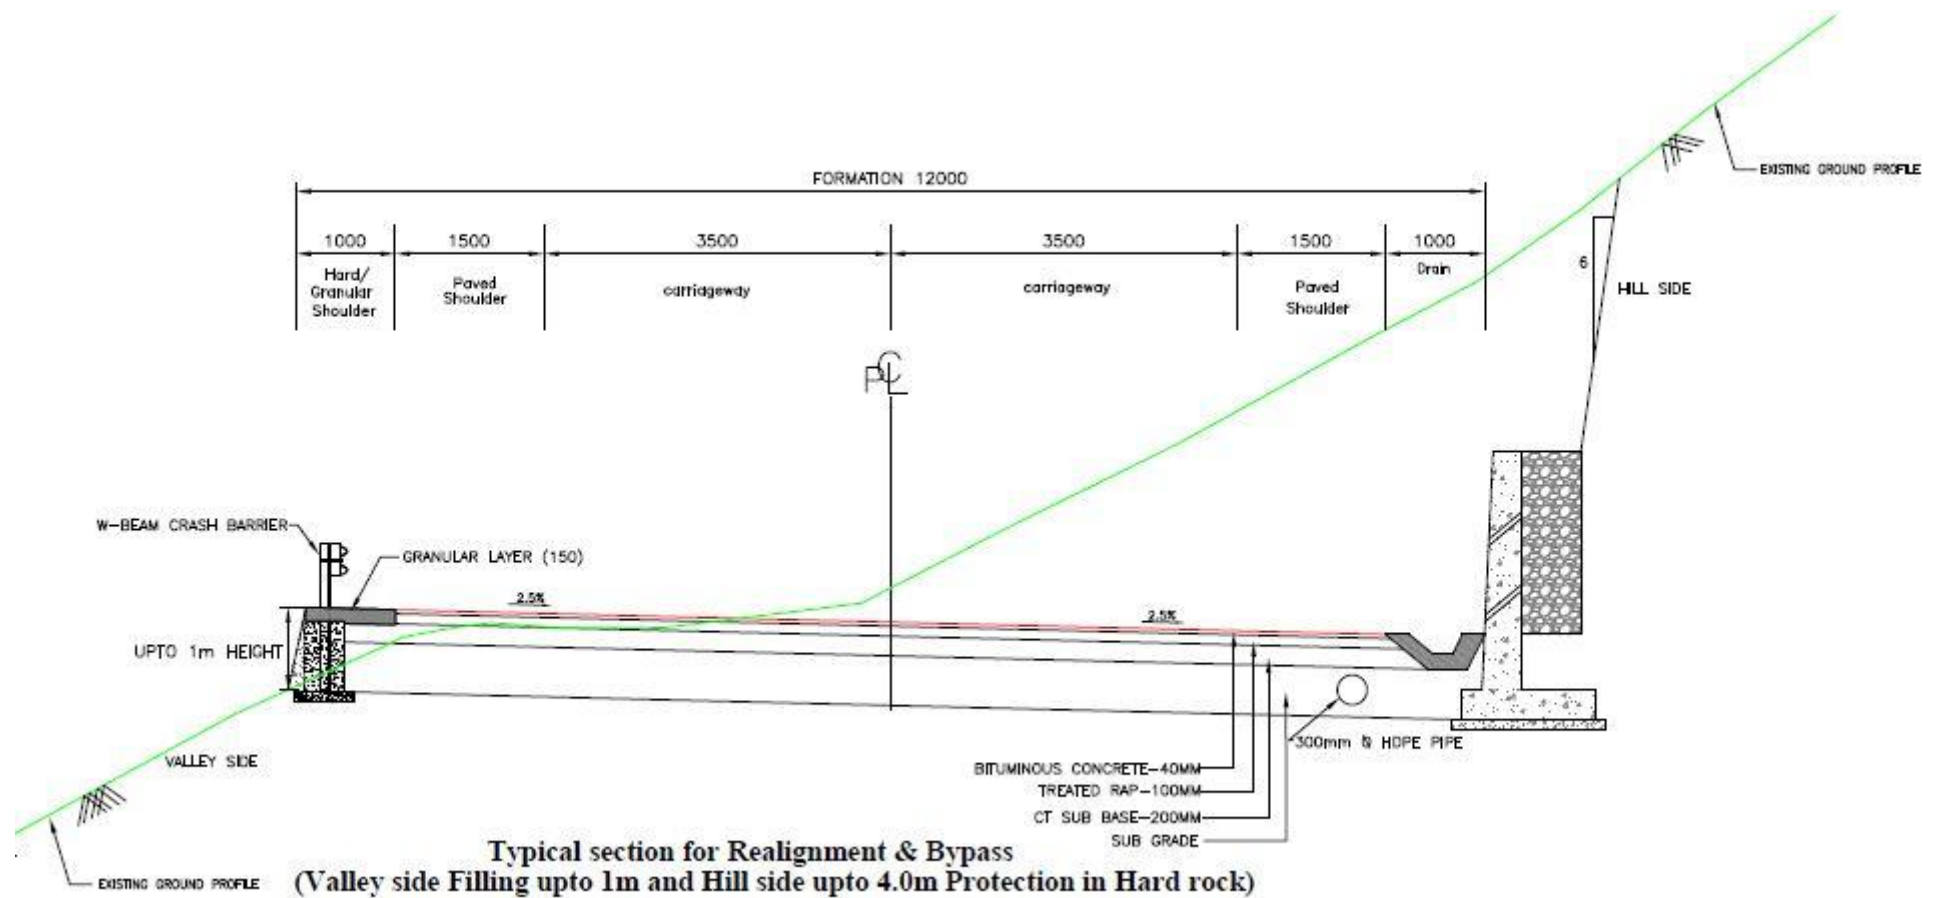 FORMATION 12000
EXISTING GROUND PROFILE
1000 1500 3500 3500 1500 1000
Hard/
Granular
Shoulder
Paved
Shoulder
carriageway
carriageway
Paved
Shoulder
Drain
6
HILL SIDE
P C L
W-BEAM CRASH BARRIER
GRANULAR LAYER (150)
2.5%
2.5%
UPTO 1m HEIGHT
300mm HDPE PIPE
VALLEY SIDE
BITUMINOUS CONCRETE-40MM
TREATED RAP-100MM
CT SUB BASE-200MM
SUB GRADE
Typical section for Realignment & Bypass
EXISTING GROUND PROFILE
(Valley side Filling upto 1m and Hill side upto 4.0m Protection in Hard rock)